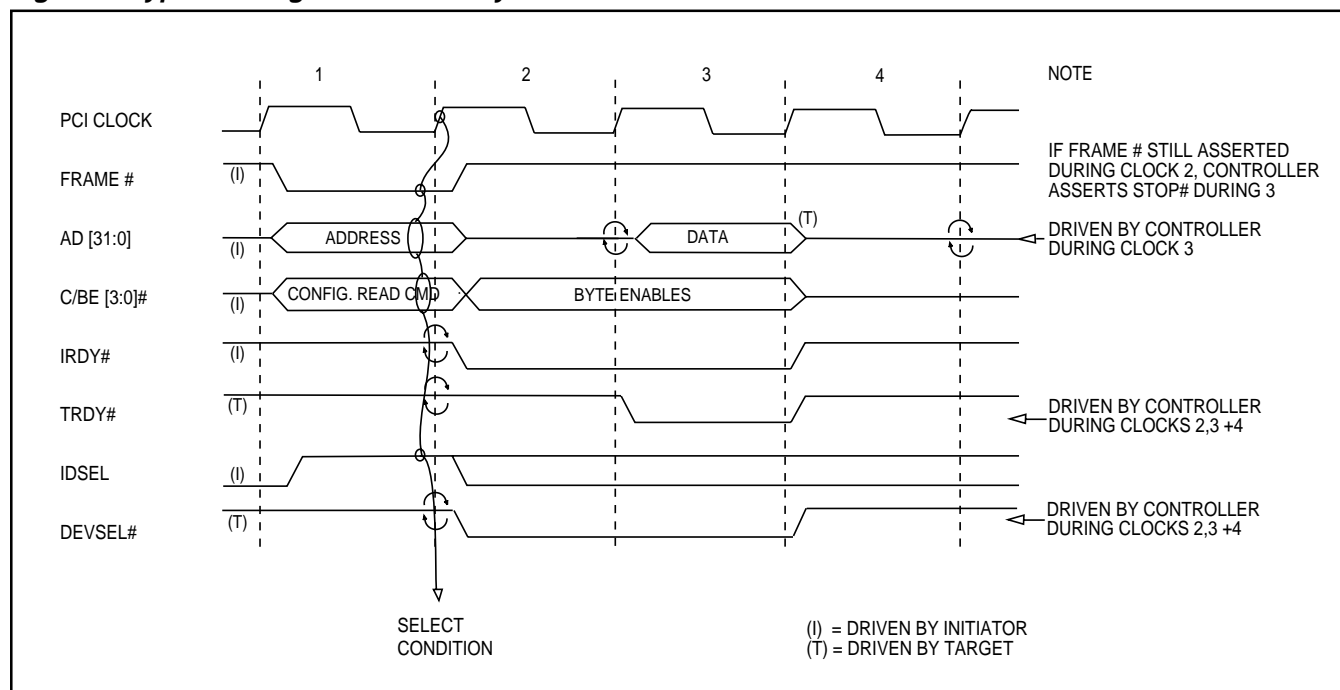 1 2 3 4 NOTE
PCI CLOCK
FRAME # (I)
IF FRAME # STILL ASSERTED
DURING CLOCK 2, CONTROLLER
ASSERTS STOP# DURING 3
AD [31:0] (I) ADDRESS DATA (T)
DRIVEN BY CONTROLLER
DURING CLOCK 3
C/BE [3:0]# (I) CONFIG. READ CMD BYTE ENABLES
IRDY# (I)
TRDY# (T)
DRIVEN BY CONTROLLER
DURING CLOCKS 2,3 +4
IDSEL (I)
DEVSEL# (T)
DRIVEN BY CONTROLLER
DURING CLOCKS 2,3 +4
SELECT
CONDITION
(I) = DRIVEN BY INITIATOR
(T) = DRIVEN BY TARGET